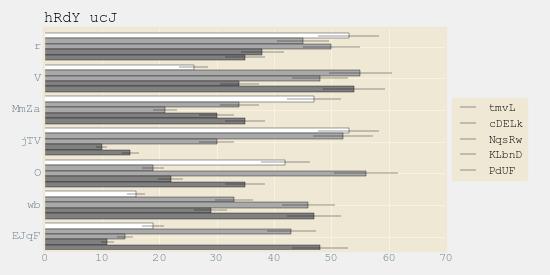 hRdY ucJ
r
V
MmZa
jTV
O
wb
EJqF
0 10 20 30 40 50 60 70
tmvL
cDELk
NqsRw
KLbnD
PdUF